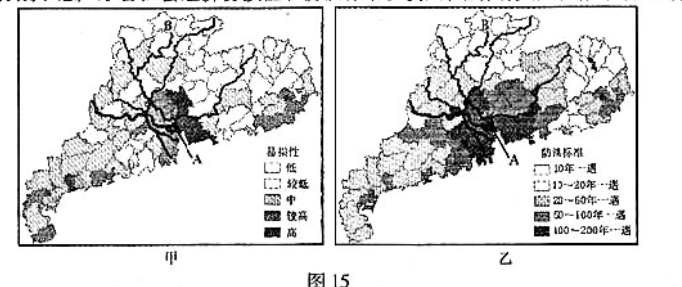 B
A
易损性
低
较低
中
较高
高
甲
B
A
防洪标准
10年一遇
10~20年一遇
20~50年一遇
50~100年一遇
100~200年一遇
乙
图15